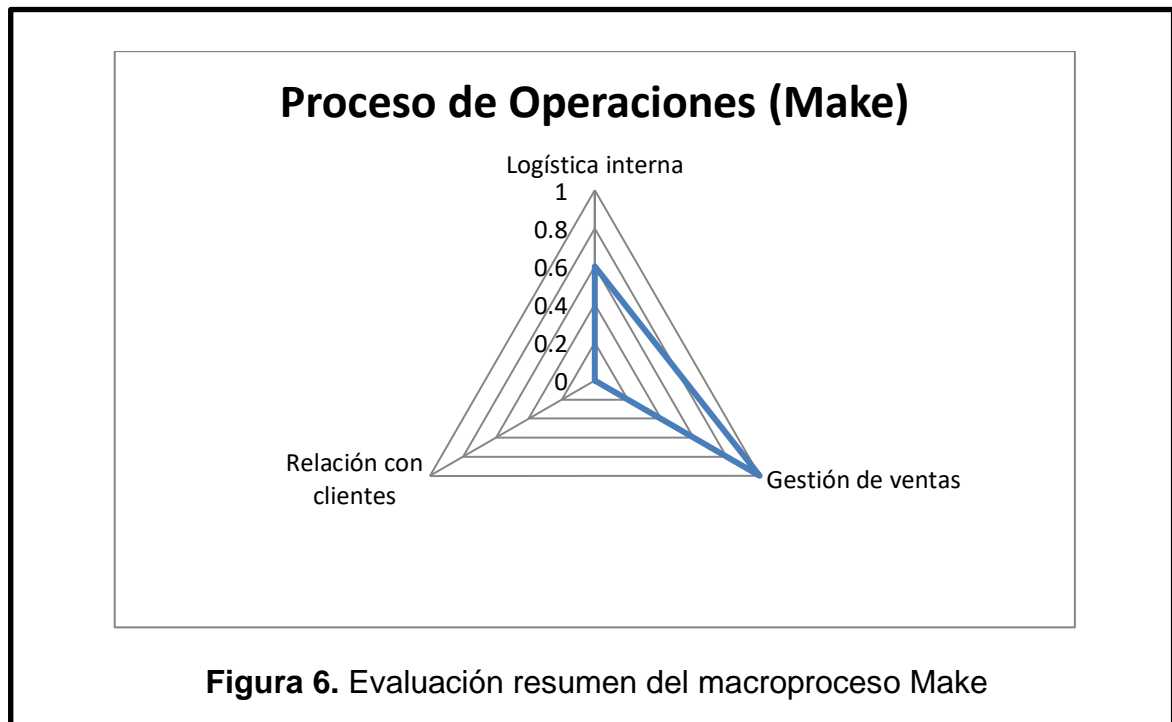 Proceso de Operaciones (Make)
Logística interna
1
0.8
0.6
0.4
0.2
0
Relación con
clientes
Gestión de ventas
Figura 6. Evaluación resumen del macroproceso Make